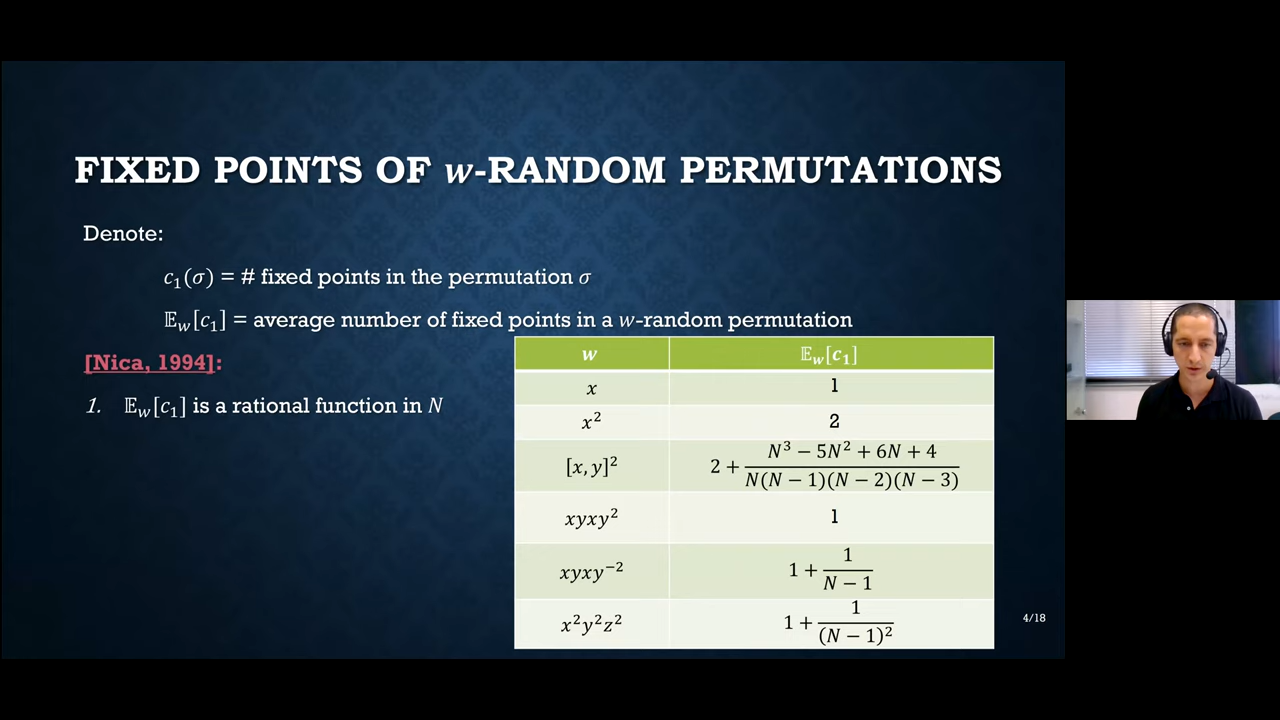 FIXED POINTS OF w-RANDOM PERMUTATIONS
Denote:
c₁(σ) = # fixed points in the permutation σ
𝔼_w[c₁] = average number of fixed points in a w-random permutation
[Nica, 1994]:
1. 𝔼_w[c₁] is a rational function in N
w 𝔼_w[c₁]
x 1
x² 2
[x, y]² 2 + (N³ − 5N² + 6N + 4)/(N(N − 1)(N − 2)(N − 3))
xyxy² 1
xyxy⁻² 1 + 1/(N − 1)
x²y²z² 1 + 1/(N − 1)²
4/18